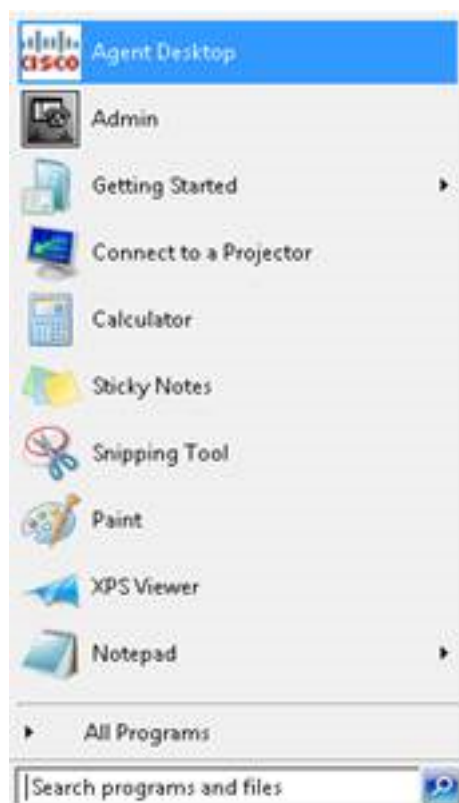 CISCO
Agent Desktop
Admin
Getting Started
Connect to a Projector
Calculator
Sticky Notes
Snipping Tool
Paint
XPS Viewer
Notepad
All Programs
Search programs and files